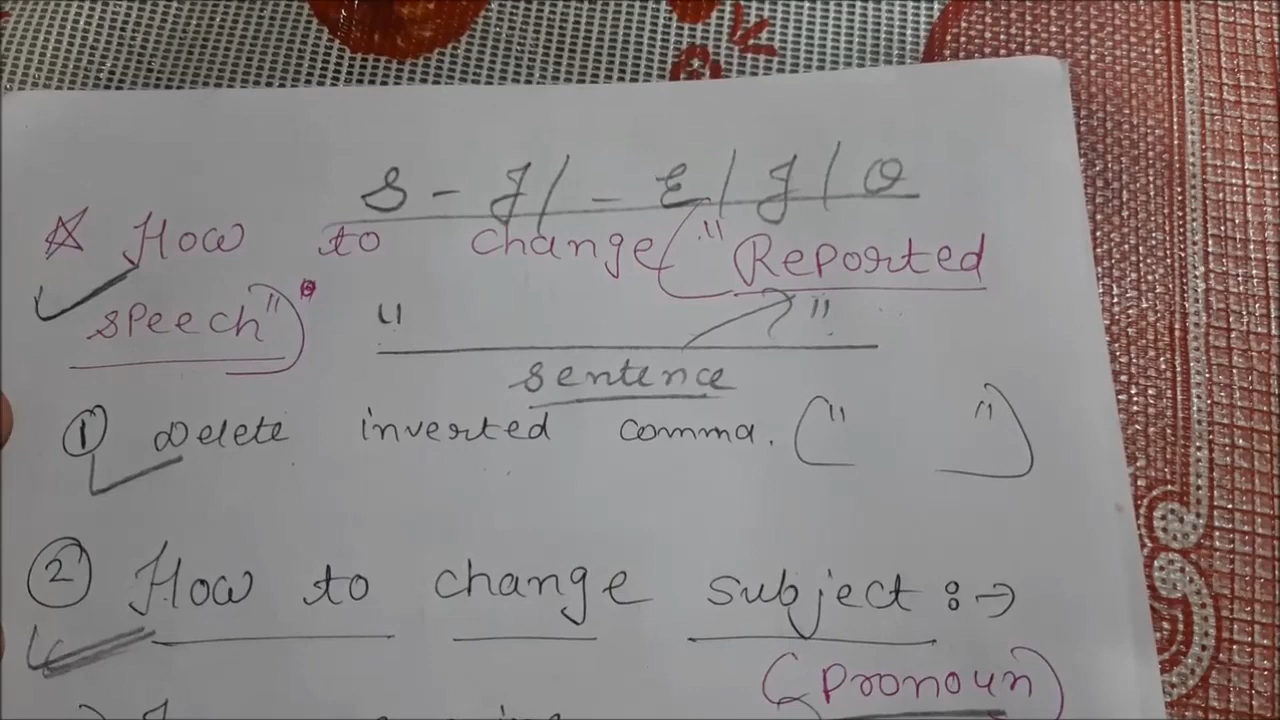 S - I / - E / I / O
☆ How to change ("Reported
speech")
" "
sentence
① Delete inverted comma. (" ")
② How to change subject :→
(Pronoun)